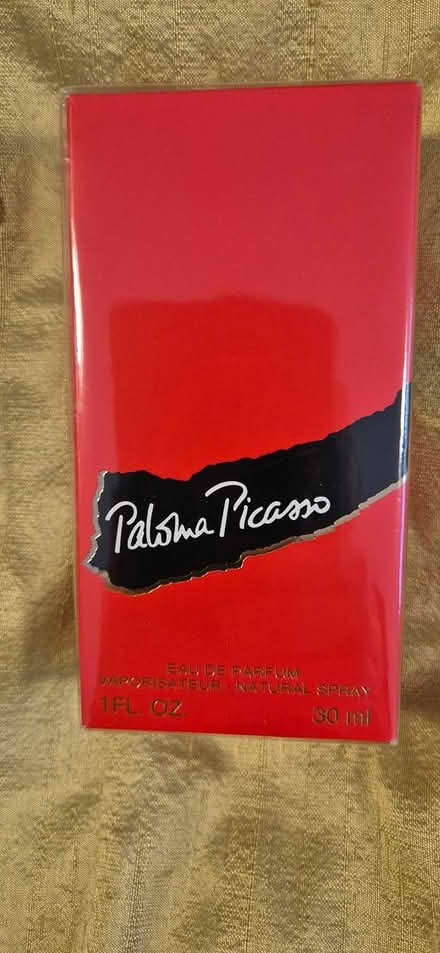 Paloma Picasso
EAU DE PARFUM
VAPORISATEUR - NATURAL SPRAY
1FL. OZ. 30 ml